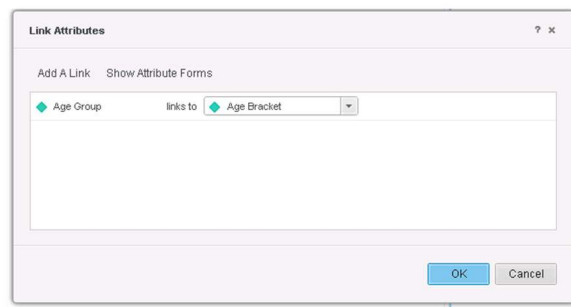 Link Attributes ? ×
Add A Link Show Attribute Forms
Age Group links to Age Bracket
OK Cancel